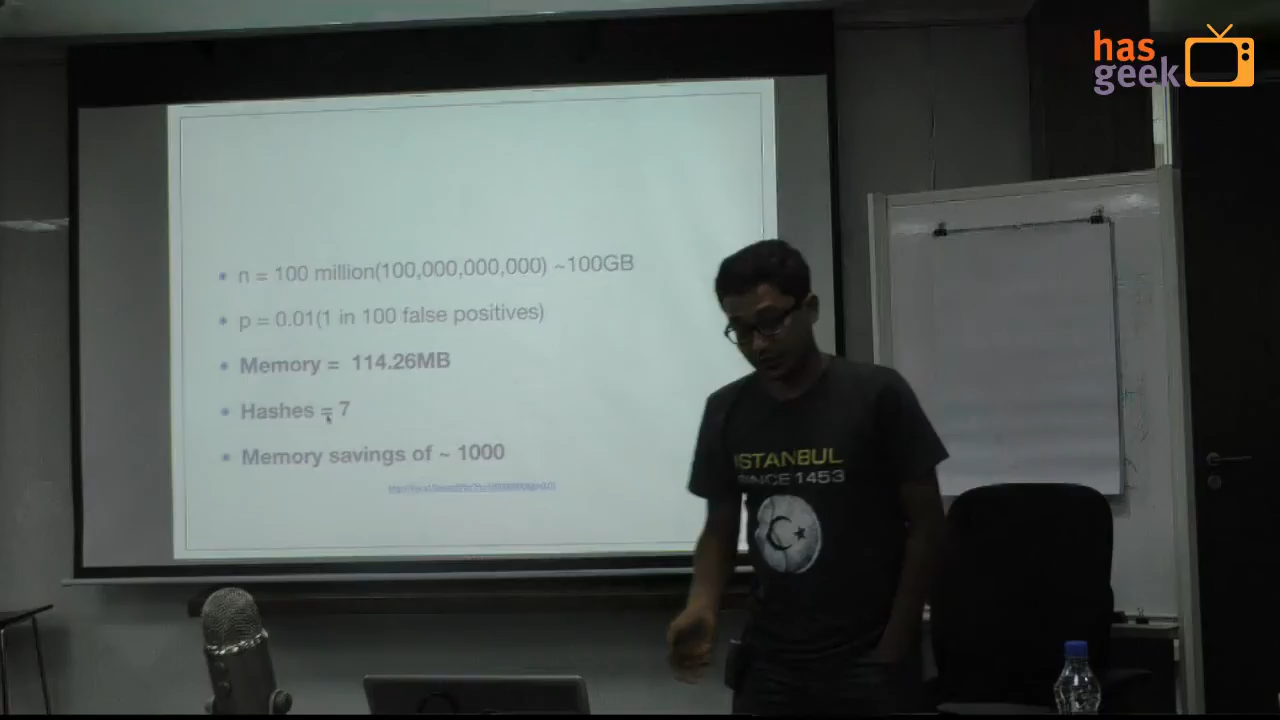 has
geek
n = 100 million(100,000,000,000) ~100GB
p = 0.01(1 in 100 false positives)
Memory = 114.26MB
Hashes = 7
Memory savings of ~ 1000
ISTANBUL
SINCE 1453